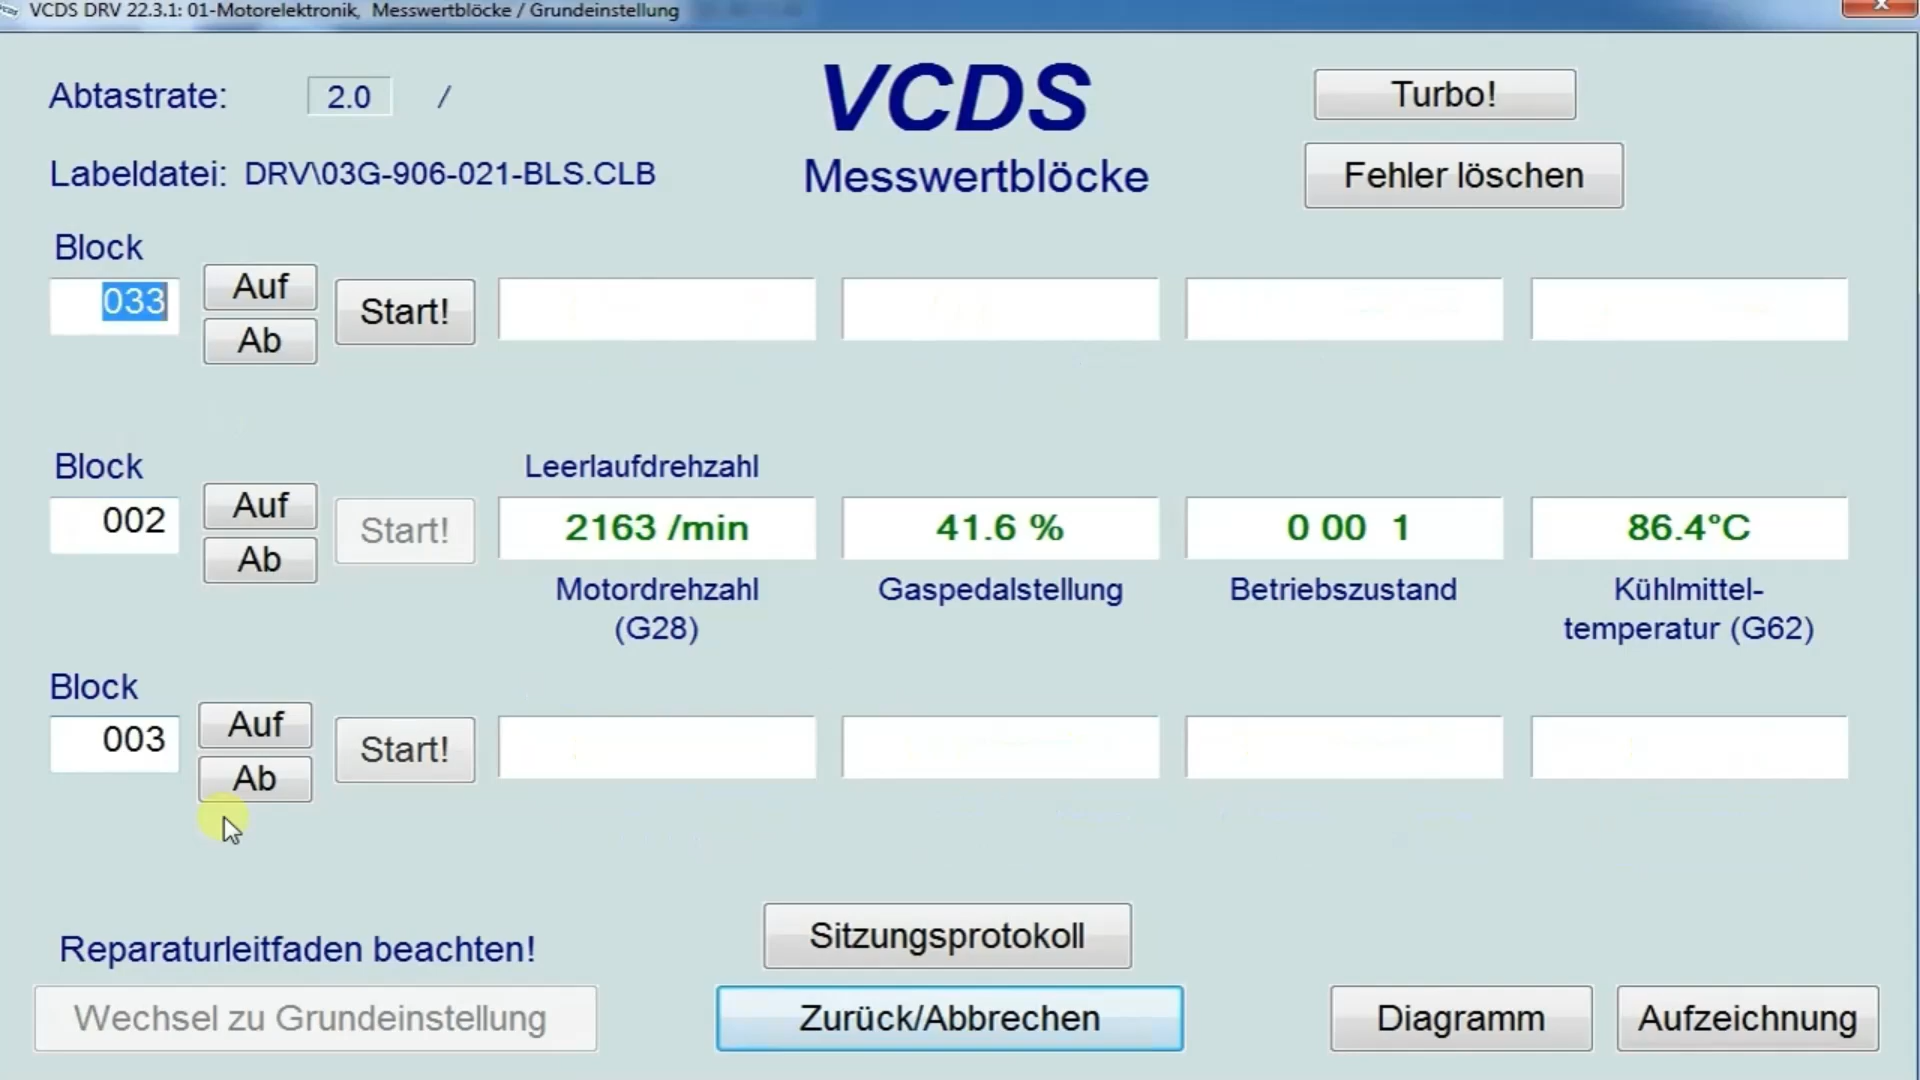 VCDS DRV 22.3.1: 01-Motorelektronik, Messwertblöcke / Grundeinstellung
x
Abtastrate: 2.0 /
VCDS
Turbo!
Labeldatei: DRV\03G-906-021-BLS.CLB
Messwertblöcke
Fehler löschen
Block
033
Auf
Ab
Start!
Block
002
Auf
Ab
Start!
Leerlaufdrehzahl
2163 /min
41.6 %
0 00 1
86.4°C
Motordrehzahl
(G28)
Gaspedalstellung
Betriebszustand
Kühlmittel-
temperatur (G62)
Block
003
Auf
Ab
Start!
Reparaturleitfaden beachten!
Sitzungsprotokoll
Wechsel zu Grundeinstellung
Zurück/Abbrechen
Diagramm
Aufzeichnung